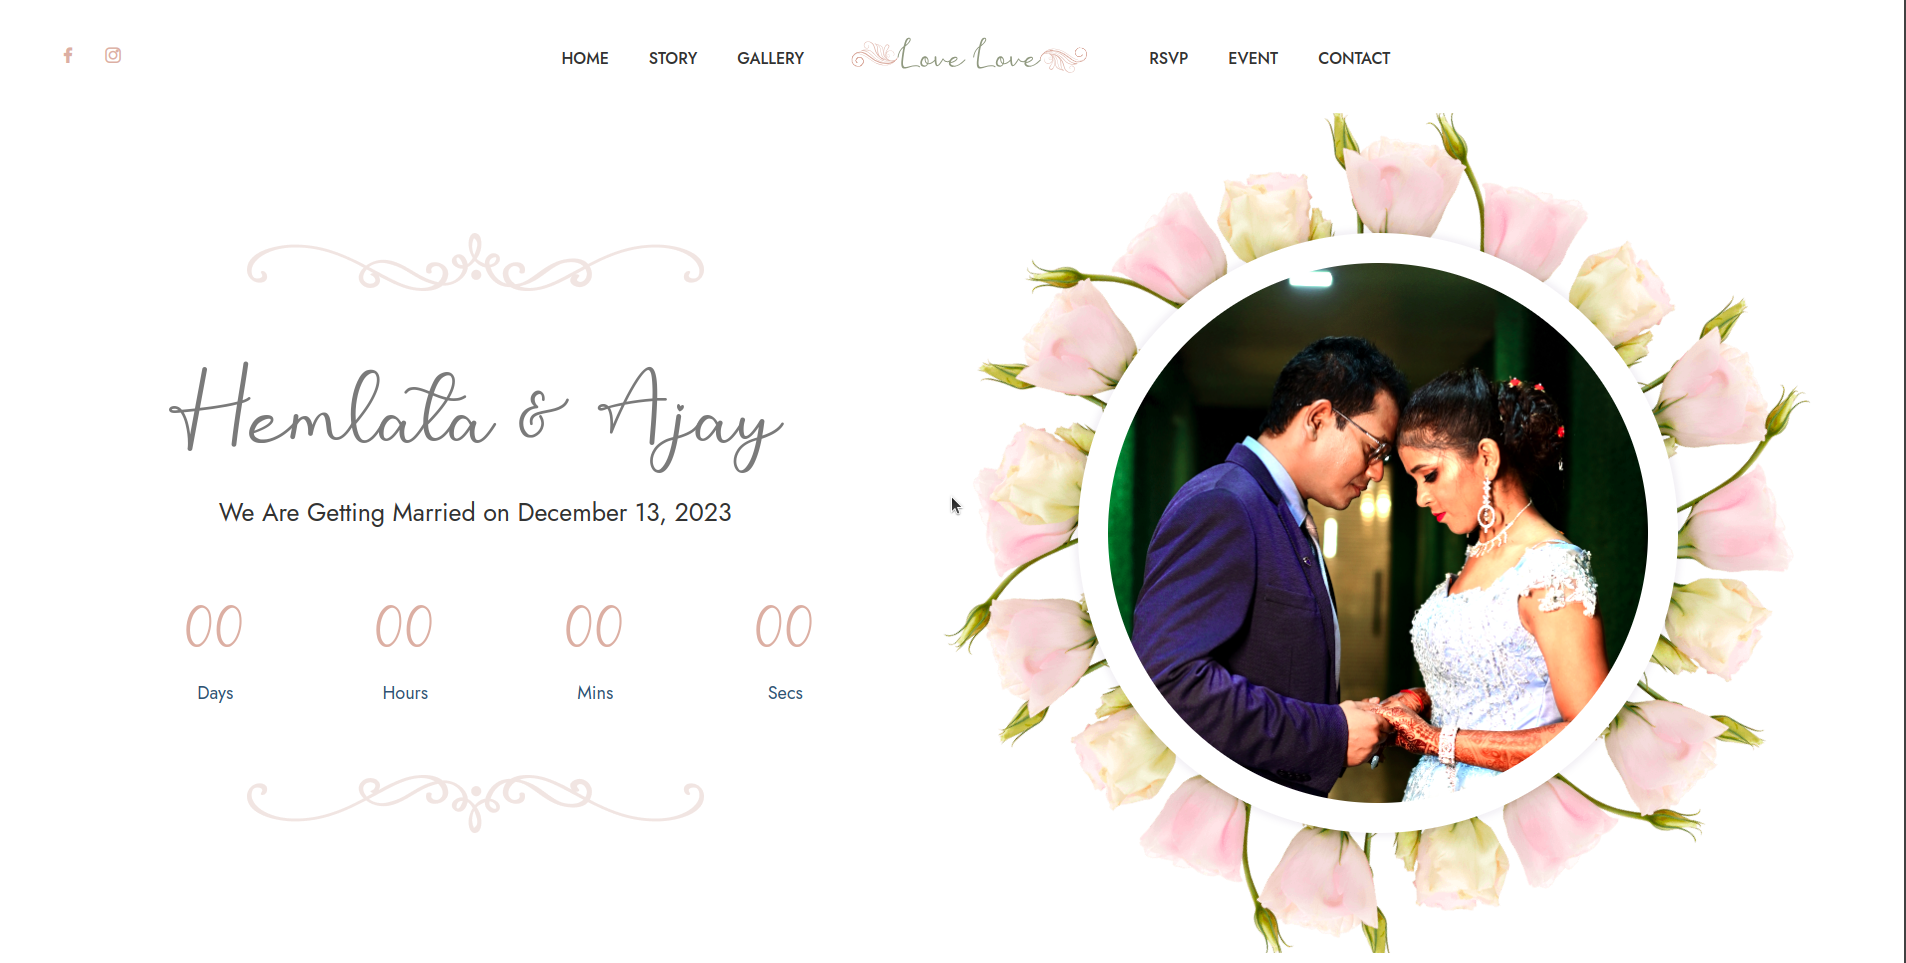 HOME STORY GALLERY Love Love RSVP EVENT CONTACT
Hemlata & Ajay
We Are Getting Married on December 13, 2023
00 00 00 00
Days Hours Mins Secs